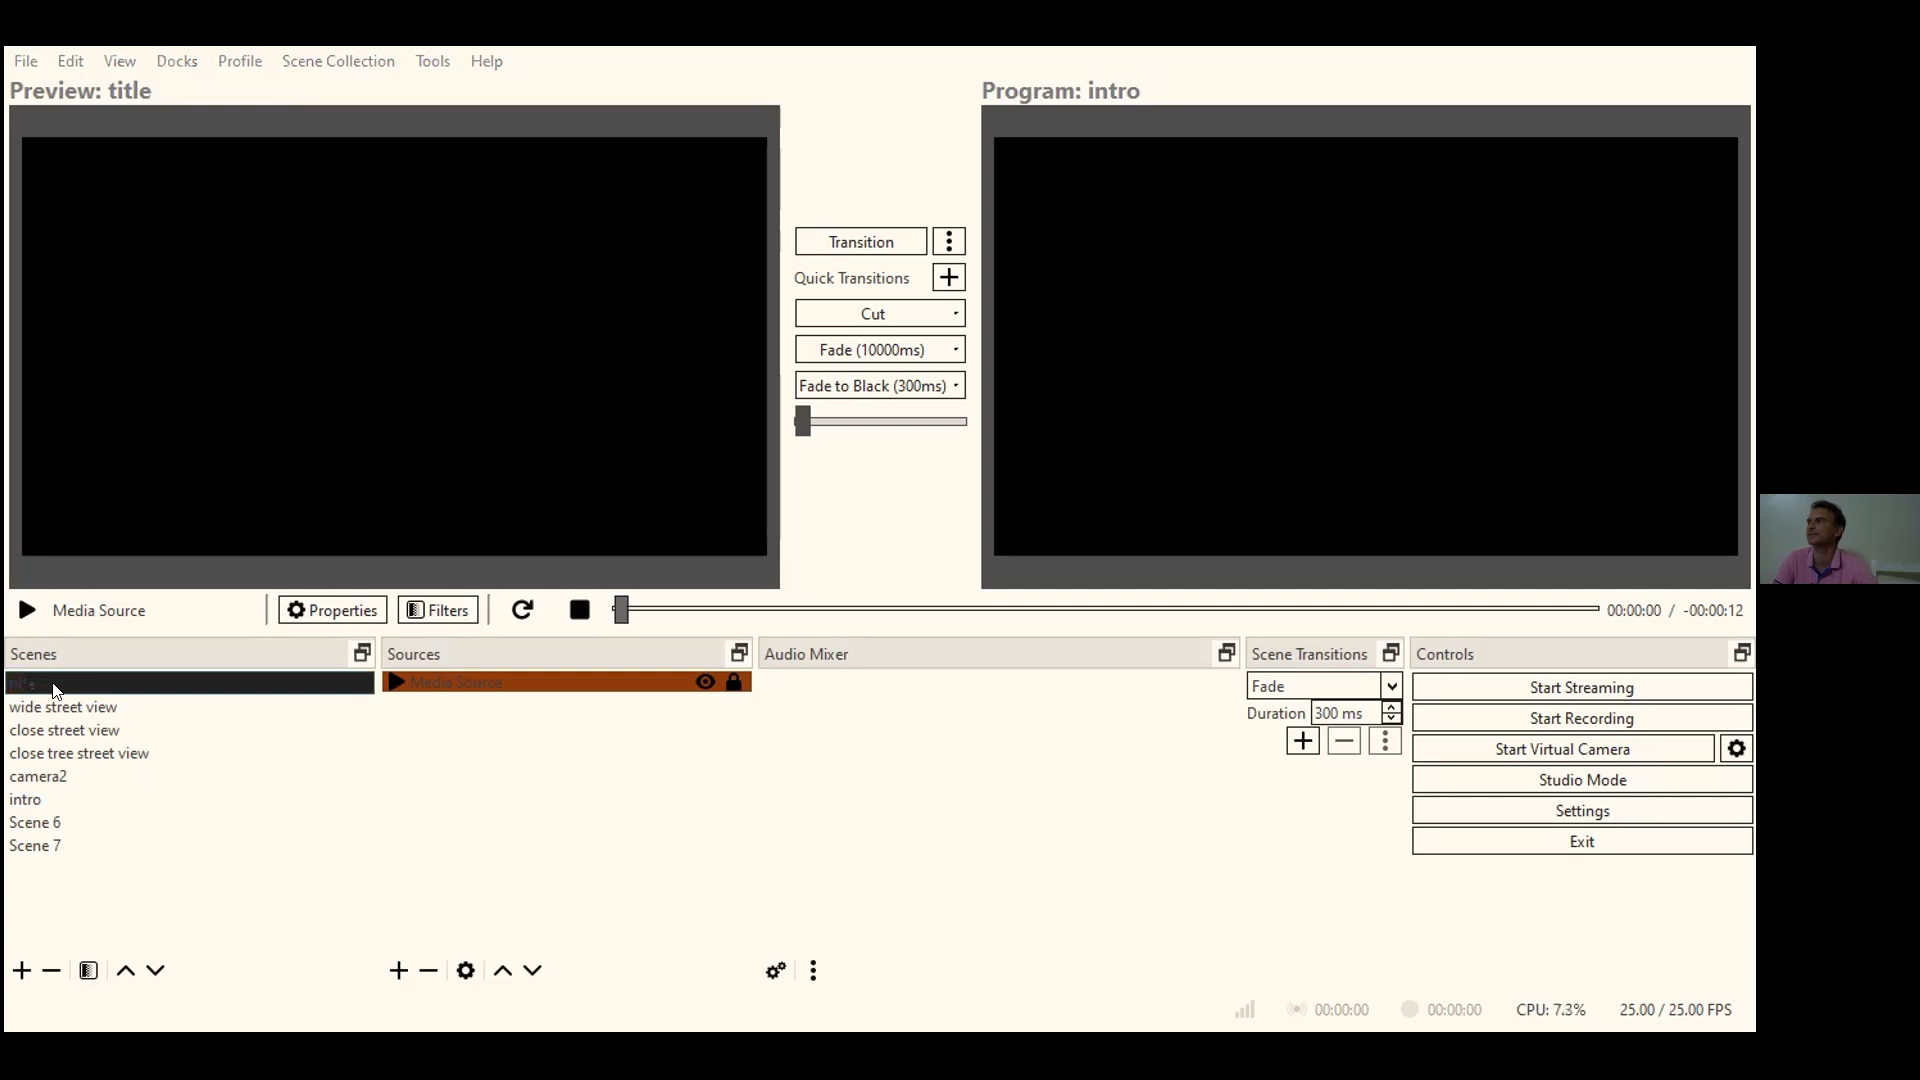 File Edit View Docks Profile Scene Collection Tools Help
Preview: title
Program: intro
Transition
Quick Transitions
Cut
Fade (10000ms)
Fade to Black (300ms)
Media Source
Properties
Filters
00:00:00 / -00:00:12
Scenes
wide street view
close street view
close tree street view
camera2
intro
Scene 6
Scene 7
Sources
Media Source
Audio Mixer
Scene Transitions
Fade
Duration 300 ms
Controls
Start Streaming
Start Recording
Start Virtual Camera
Studio Mode
Settings
Exit
00:00:00
00:00:00
CPU: 7.3%
25.00 / 25.00 FPS